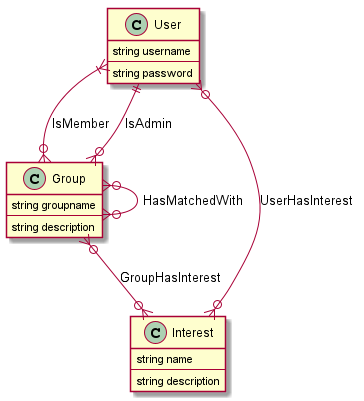 C User
string username
string password
IsMember
IsAdmin
C Group
string groupname
string description
HasMatchedWith
UserHasInterest
GroupHasInterest
C Interest
string name
string description